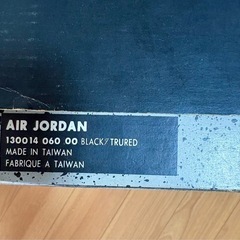 AIR JORDAN
130014 060 00 BLACK/TRURED
MADE IN TAIWAN
FABRIQUE A TAIWAN